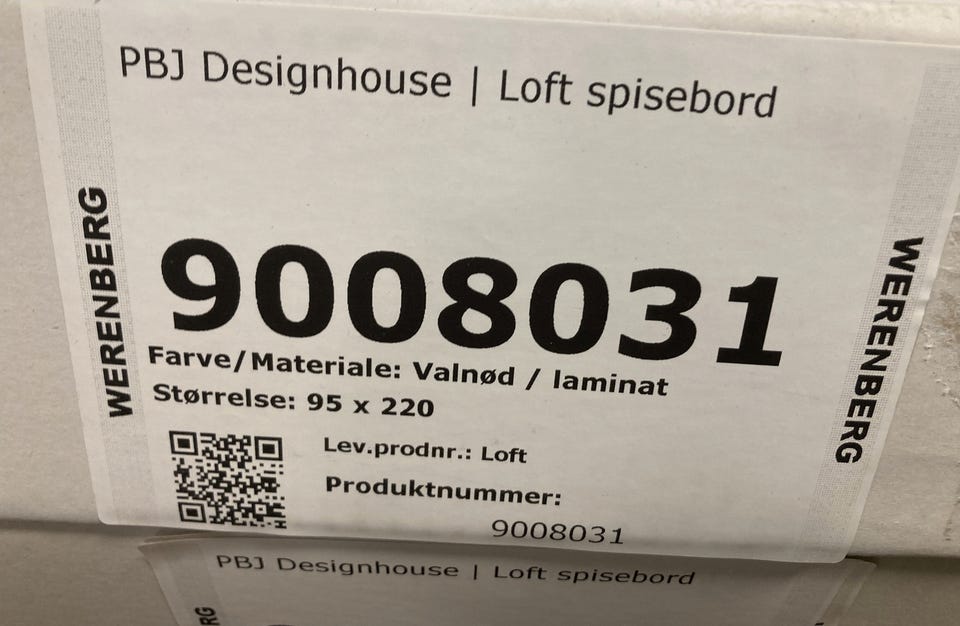 PBJ Designhouse | Loft spisebord
WERENBERG
9008031
WERENBERG
Farve/Materiale: Valnød / laminat
Størrelse: 95 x 220
Lev.prodnr.: Loft
Produktnummer:
9008031
PBJ Designhouse | Loft spisebord
RG